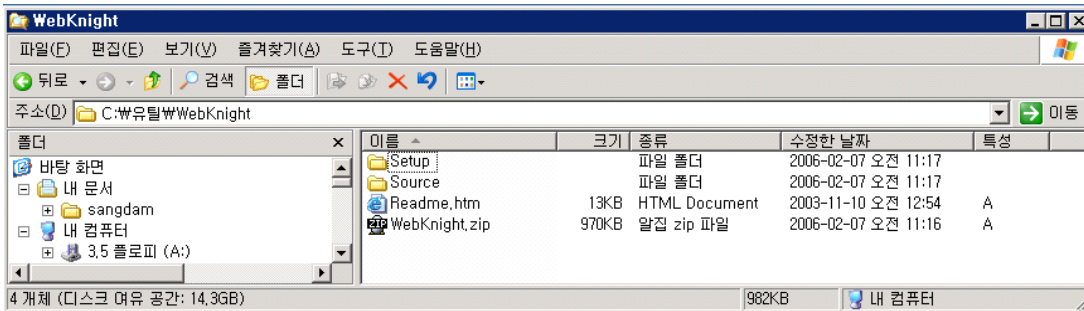 WebKnight
파일(F) 편집(E) 보기(V) 즐겨찾기(A) 도구(T) 도움말(H)
뒤로 검색 폴더
주소(D) C:₩유틸₩WebKnight 이동
폴더 x 이름 크기 종류 수정한 날짜 특성
바탕 화면
내 문서
sangdam
내 컴퓨터
3,5 플로피 (A:)
Setup 파일 폴더 2006-02-07 오전 11:17
Source 파일 폴더 2006-02-07 오전 11:17
Readme,htm 13KB HTML Document 2003-11-10 오전 12:54 A
WebKnight,zip 970KB 알집 zip 파일 2006-02-07 오전 11:16 A
4 개체 (디스크 여유 공간: 14,3GB) 982KB 내 컴퓨터